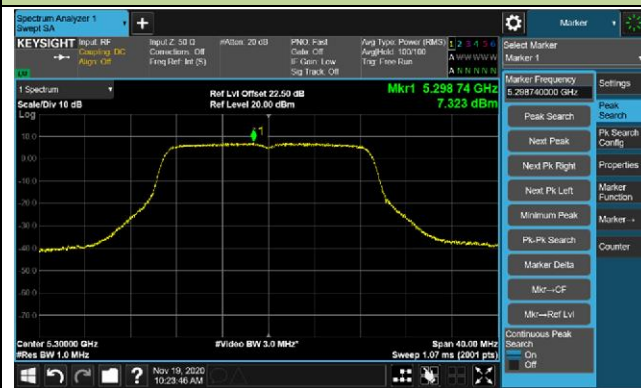 Spectrum Analyzer 1
Swept SA
+
Marker
KEYSIGHT
Input: RF
Coupling: DC
Align: Off
Input Z: 50 Ω
Corrections: Off
Freq Ref: Int (S)
#Atten: 20 dB
PNO: Fast
Gate: Off
IF Gain: Low
Sig Track: Off
Avg Type: Power (RMS)
Avg|Hold: 100/100
Trig: Free Run
1 2 3 4 5 6
A W W W W W
A N N N N N
Select Marker
Marker 1
1 Spectrum
Scale/Div 10 dB
Log
Ref Lvl Offset 22.50 dB
Ref Level 20.00 dBm
Mkr1 5.298 74 GHz
7.323 dBm
1
10.0
0.00
-10.0
-20.0
-30.0
-40.0
-50.0
-60.0
-70.0
Center 5.30000 GHz
#Res BW 1.0 MHz
#Video BW 3.0 MHz*
Span 40.00 MHz
Sweep 1.07 ms (2001 pts)
Marker Frequency
5.298740000 GHz
Peak Search
Next Peak
Next Pk Right
Next Pk Left
Minimum Peak
Pk-Pk Search
Marker Delta
Mkr→CF
Mkr→Ref Lvl
Continuous Peak
Search
On
Off
Settings
Peak
Search
Pk Search
Config
Properties
Marker
Function
Marker→
Counter
?
Nov 19, 2020
10:23:46 AM